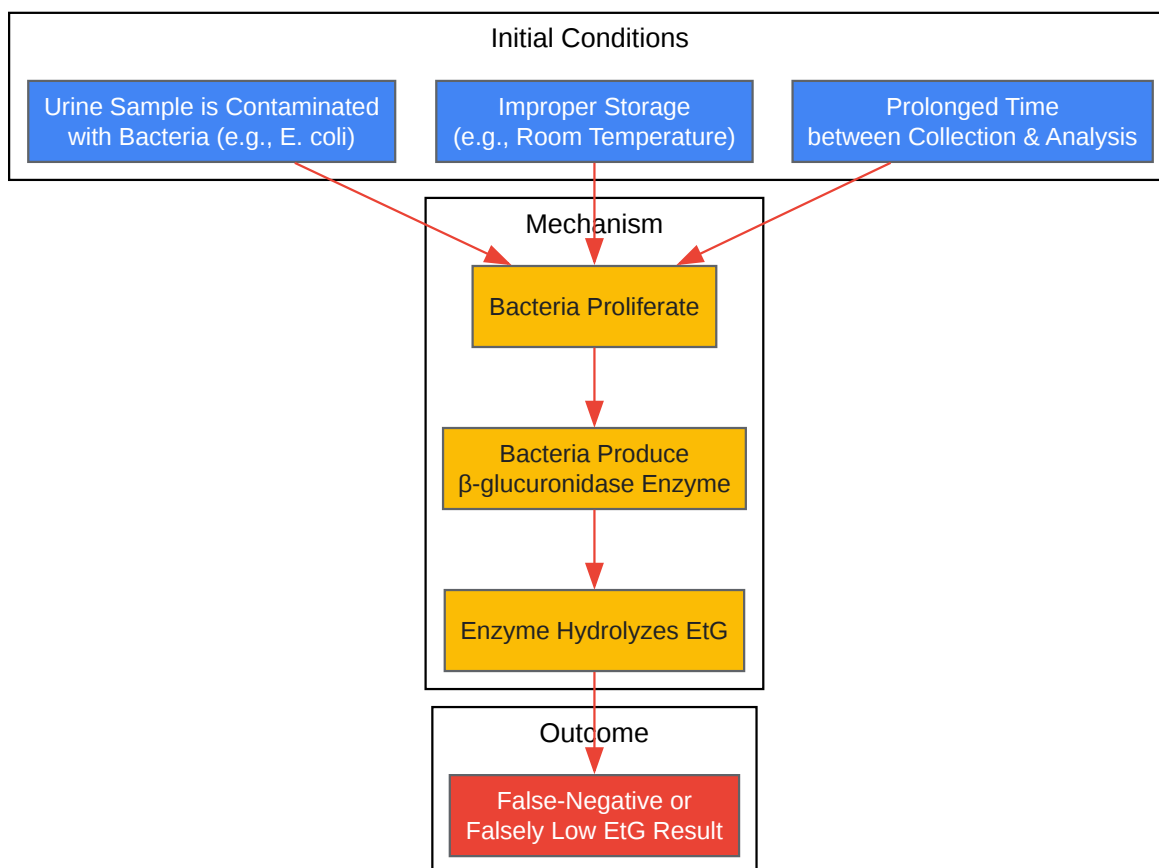 Initial Conditions
Urine Sample is Contaminated
with Bacteria (e.g., E. coli)
Improper Storage
(e.g., Room Temperature)
Prolonged Time
between Collection & Analysis
Mechanism
Bacteria Proliferate
Bacteria Produce
β-glucuronidase Enzyme
Enzyme Hydrolyzes EtG
Outcome
False-Negative or
Falsely Low EtG Result